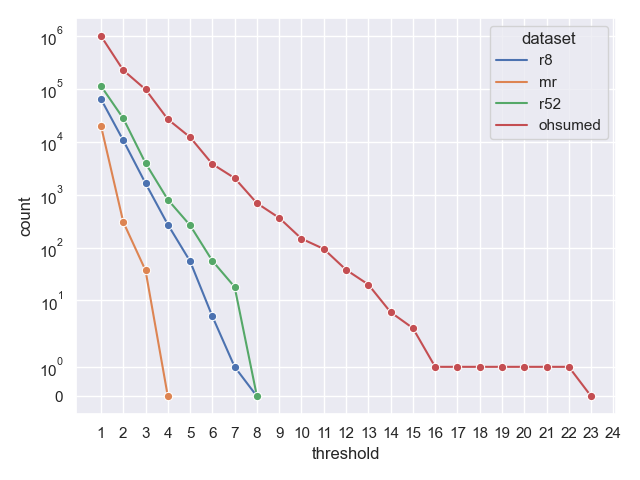 dataset
r8
mr
r52
ohsumed
10^6
10^5
10^4
10^3
10^2
10^1
10^0
0
count
1 2 3 4 5 6 7 8 9 10 11 12 13 14 15 16 17 18 19 20 21 22 23 24
threshold